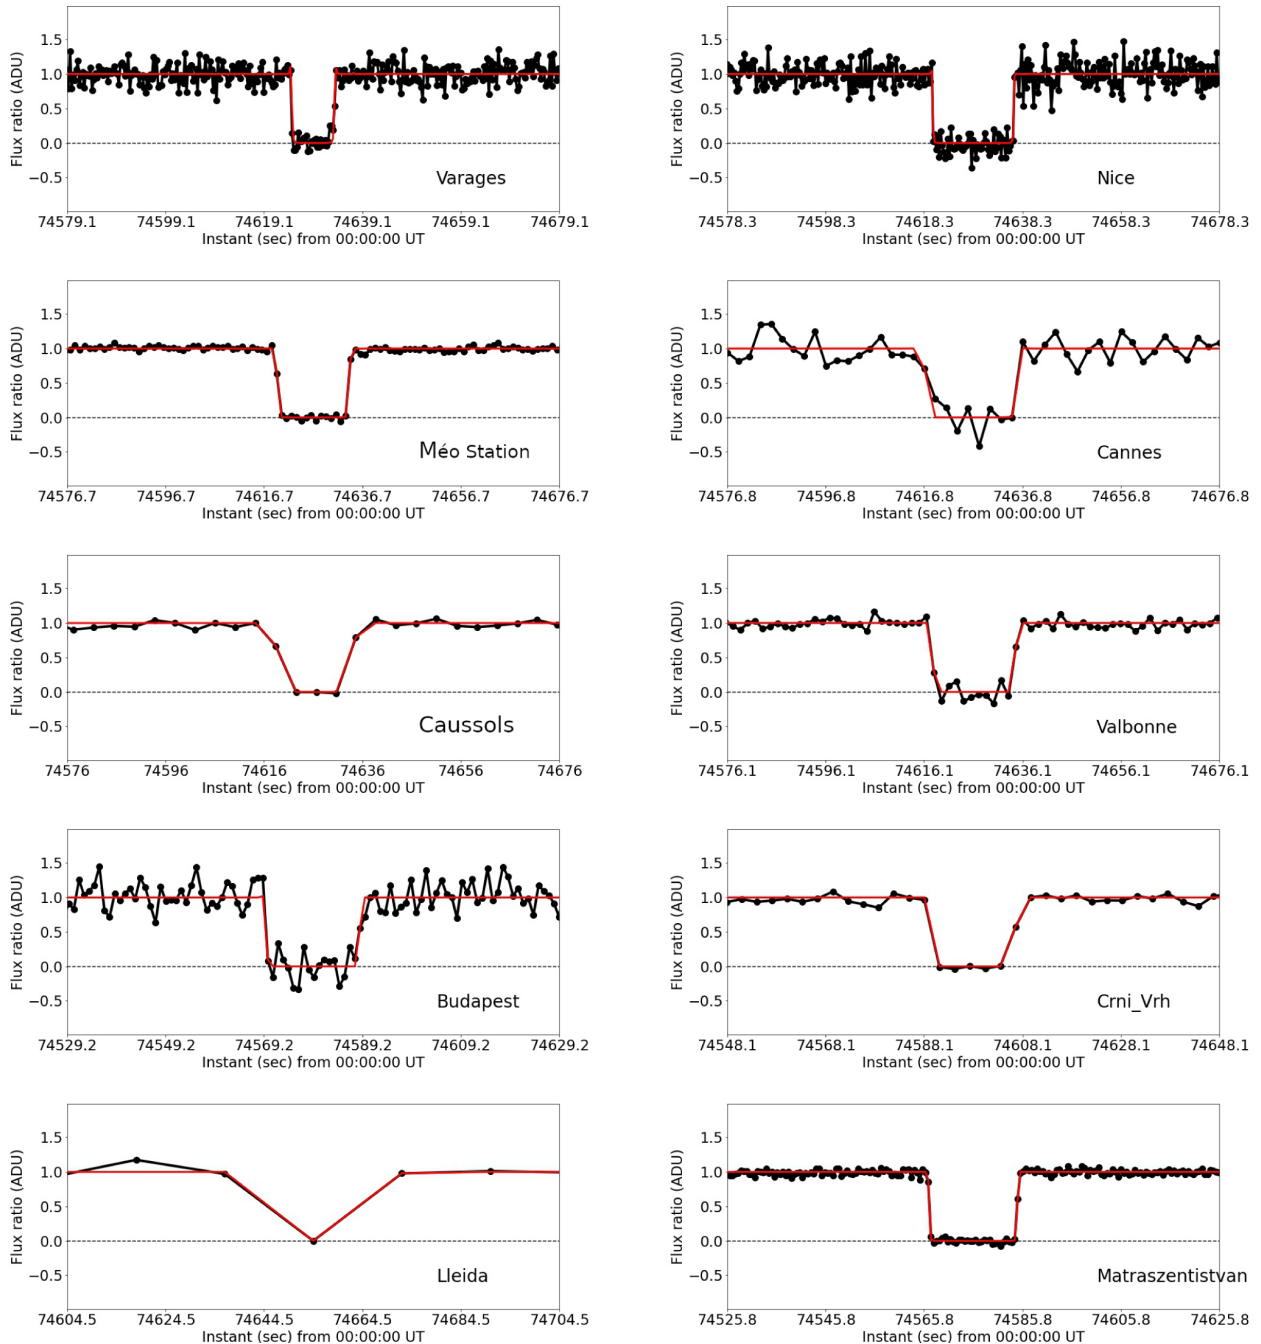 Flux ratio (ADU)
1.5
1.0
0.5
0.0
−0.5
Varages
74579.1 74599.1 74619.1 74639.1 74659.1 74679.1
Instant (sec) from 00:00:00 UT
Flux ratio (ADU)
1.5
1.0
0.5
0.0
−0.5
Nice
74578.3 74598.3 74618.3 74638.3 74658.3 74678.3
Instant (sec) from 00:00:00 UT
Flux ratio (ADU)
1.5
1.0
0.5
0.0
−0.5
Méo Station
74576.7 74596.7 74616.7 74636.7 74656.7 74676.7
Instant (sec) from 00:00:00 UT
Flux ratio (ADU)
1.5
1.0
0.5
0.0
−0.5
Cannes
74576.8 74596.8 74616.8 74636.8 74656.8 74676.8
Instant (sec) from 00:00:00 UT
Flux ratio (ADU)
1.5
1.0
0.5
0.0
−0.5
Caussols
74576 74596 74616 74636 74656 74676
Instant (sec) from 00:00:00 UT
Flux ratio (ADU)
1.5
1.0
0.5
0.0
−0.5
Valbonne
74576.1 74596.1 74616.1 74636.1 74656.1 74676.1
Instant (sec) from 00:00:00 UT
Flux ratio (ADU)
1.5
1.0
0.5
0.0
−0.5
Budapest
74529.2 74549.2 74569.2 74589.2 74609.2 74629.2
Instant (sec) from 00:00:00 UT
Flux ratio (ADU)
1.5
1.0
0.5
0.0
−0.5
Crni_Vrh
74548.1 74568.1 74588.1 74608.1 74628.1 74648.1
Instant (sec) from 00:00:00 UT
Flux ratio (ADU)
1.5
1.0
0.5
0.0
−0.5
Lleida
74604.5 74624.5 74644.5 74664.5 74684.5 74704.5
Instant (sec) from 00:00:00 UT
Flux ratio (ADU)
1.5
1.0
0.5
0.0
−0.5
Matraszentistvan
74525.8 74545.8 74565.8 74585.8 74605.8 74625.8
Instant (sec) from 00:00:00 UT